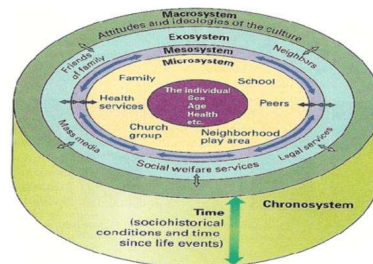 Macrosystem
Attitudes and ideologies of the culture
Exosystem
Mesosystem
Microsystem
Friends
of family
Neighbors
Family
School
Health
services
The individual
Sex
Age
Health
etc.
Peers
Church
group
Neighborhood
play area
Mass media
Social welfare services
Legal services
Time
(sociohistorical
conditions and time
since life events)
Chronosystem